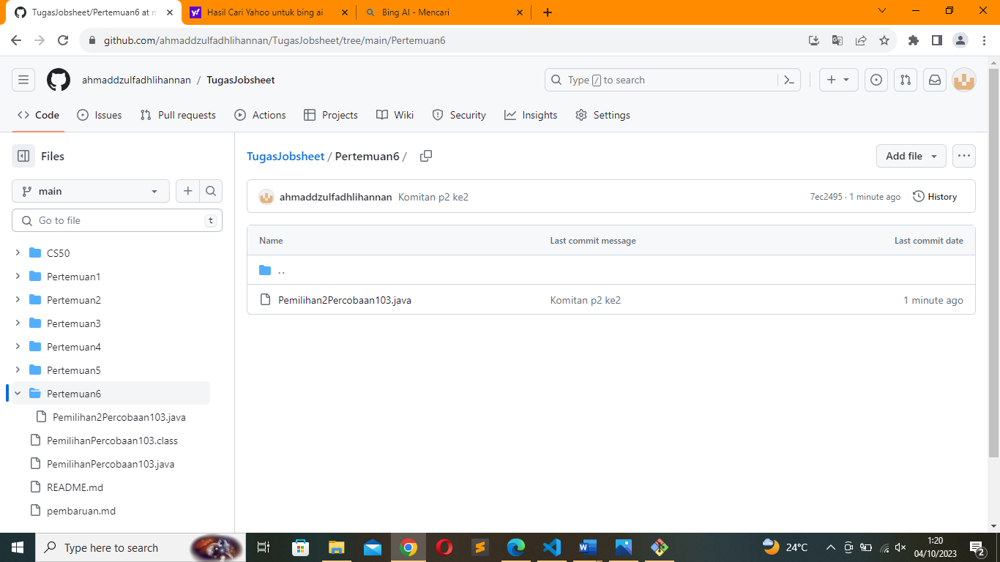 TugasJobsheet/Pertemuan6 at m
Hasil Cari Yahoo untuk bing ai
Bing AI - Mencari
github.com/ahmaddzulfadhlihannan/TugasJobsheet/tree/main/Pertemuan6
ahmaddzulfadhlihannan / TugasJobsheet
Type / to search
Code
Issues
Pull requests
Actions
Projects
Wiki
Security
Insights
Settings
Files
main
Go to file
t
CS50
Pertemuan1
Pertemuan2
Pertemuan3
Pertemuan4
Pertemuan5
Pertemuan6
Pemilihan2Percobaan103.java
PemilihanPercobaan103.class
PemilihanPercobaan103.java
README.md
pembaruan.md
TugasJobsheet / Pertemuan6 /
Add file
ahmaddzulfadhlihannan Komitan p2 ke2
7ec2495 · 1 minute ago
History
Name Last commit message Last commit date
..
Pemilihan2Percobaan103.java Komitan p2 ke2 1 minute ago
Type here to search
24°C
1:20
04/10/2023
2